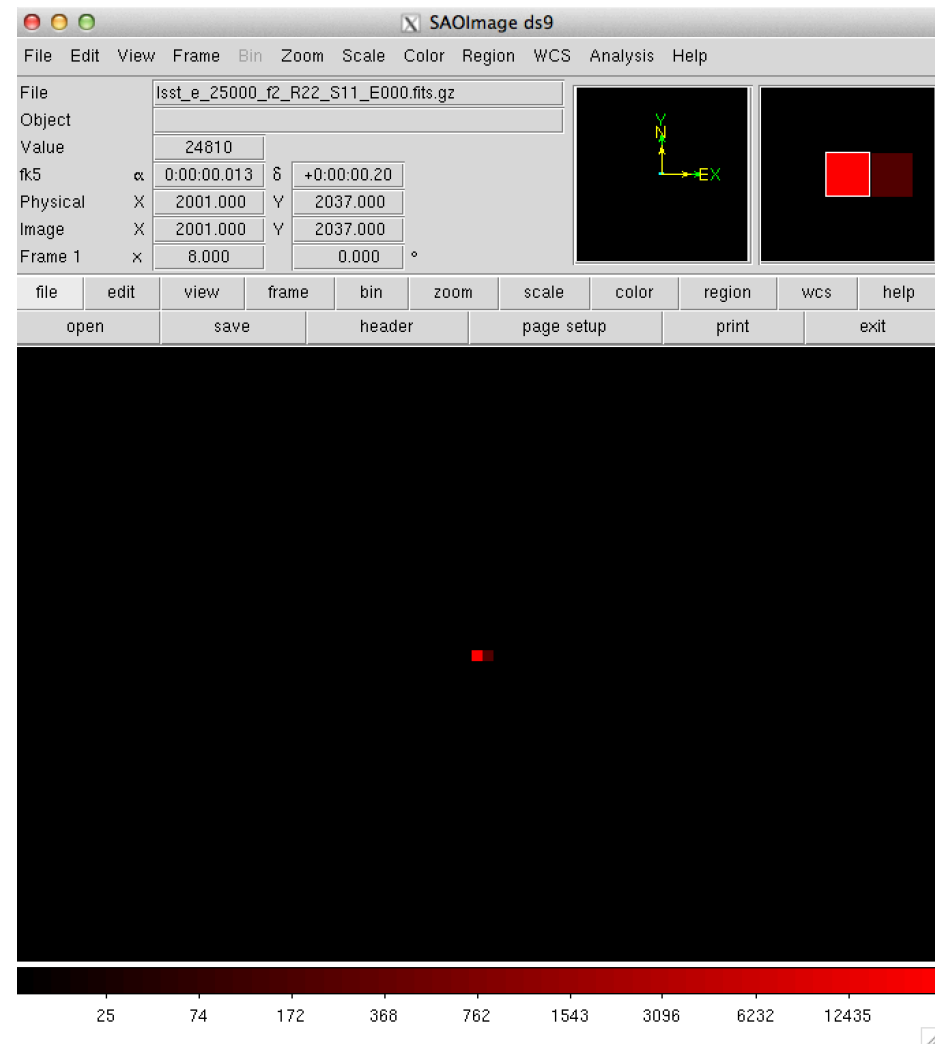 SAOImage ds9
File Edit View Frame Bin Zoom Scale Color Region WCS Analysis Help
File lsst_e_25000_f2_R22_S11_E000.fits.gz
Object
Value 24810
fk5 α 0:00:00.013 δ +0:00:00.20
Physical X 2001.000 Y 2037.000
Image X 2001.000 Y 2037.000
Frame 1 × 8.000 0.000 °
Y
N
EX
file edit view frame bin zoom scale color region wcs help
open save header page setup print exit
25 74 172 368 762 1543 3096 6232 12435